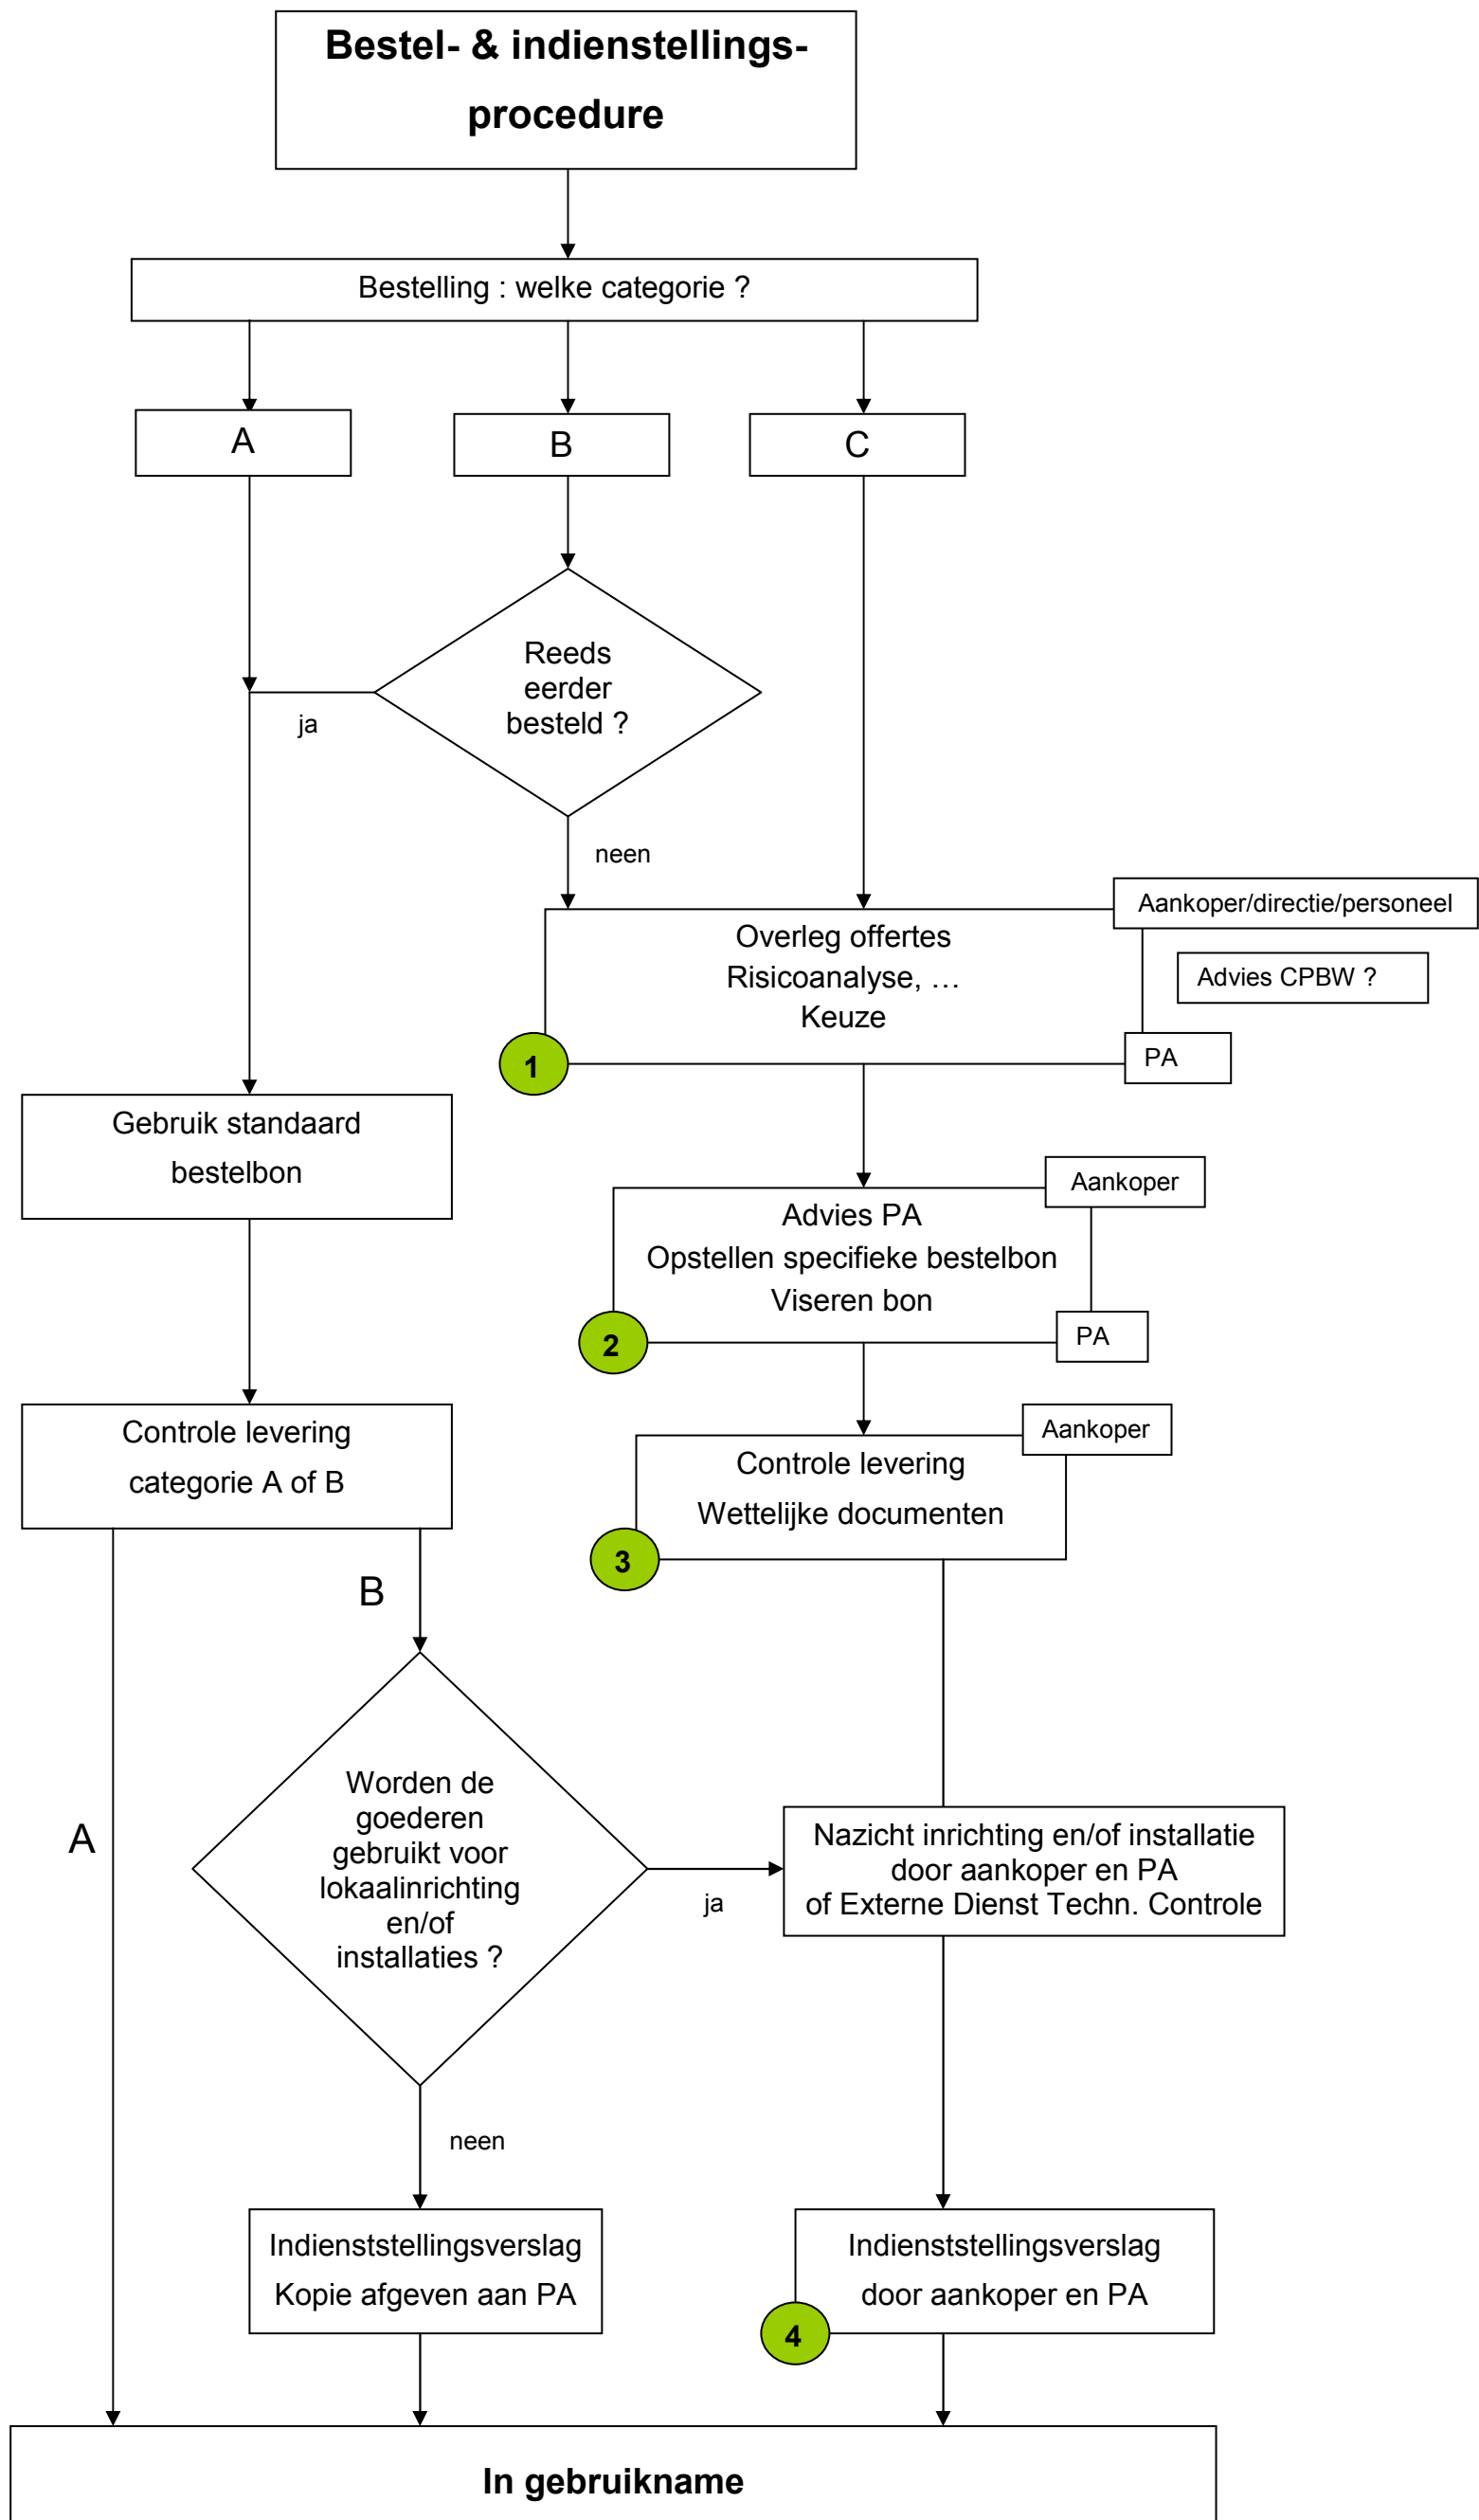 Bestel- & indienstellings-
procedure
Bestelling : welke categorie ?
A
B
C
Reeds
eerder
besteld ?
ja
neen
Aankoper/directie/personeel
Overleg offertes
Risicoanalyse, …
Keuze
Advies CPBW ?
PA
1
Gebruik standaard
bestelbon
Aankoper
Advies PA
Opstellen specifieke bestelbon
Viseren bon
PA
2
Controle levering
categorie A of B
Aankoper
Controle levering
Wettelijke documenten
3
B
A
Worden de
goederen
gebruikt voor
lokaalinrichting
en/of
installaties ?
ja
Nazicht inrichting en/of installatie
door aankoper en PA
of Externe Dienst Techn. Controle
neen
Indienststellingsverslag
Kopie afgeven aan PA
Indienststellingsverslag
door aankoper en PA
4
In gebruikname